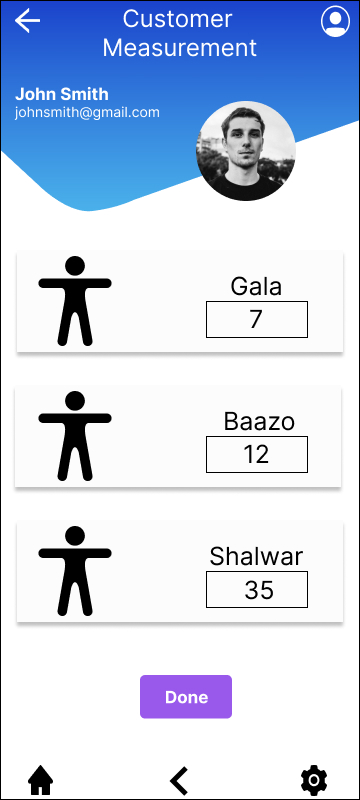 Customer
Measurement
John Smith
johnsmith@gmail.com
Gala
7
Baazo
12
Shalwar
35
Done